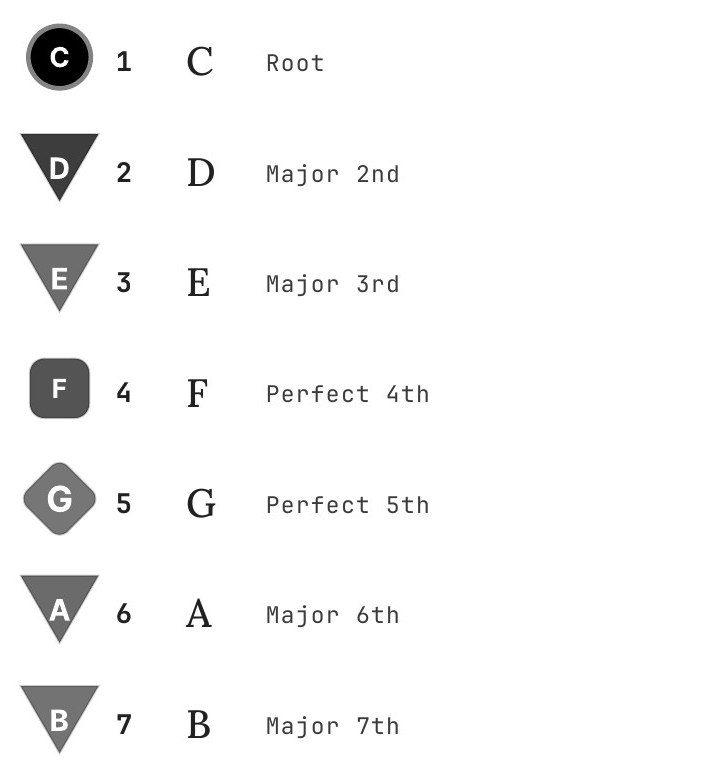 C 1 C Root
D 2 D Major 2nd
E 3 E Major 3rd
F 4 F Perfect 4th
G 5 G Perfect 5th
A 6 A Major 6th
B 7 B Major 7th